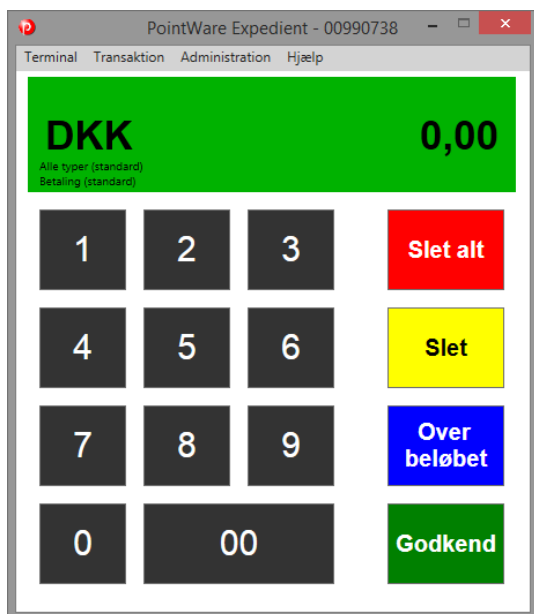 PointWare Expedient - 00990738
Terminal Transaktion Administration Hjælp
DKK 0,00
Alle typer (standard)
Betaling (standard)
1 2 3 Slet alt
4 5 6 Slet
7 8 9 Over
beløbet
0 00 Godkend